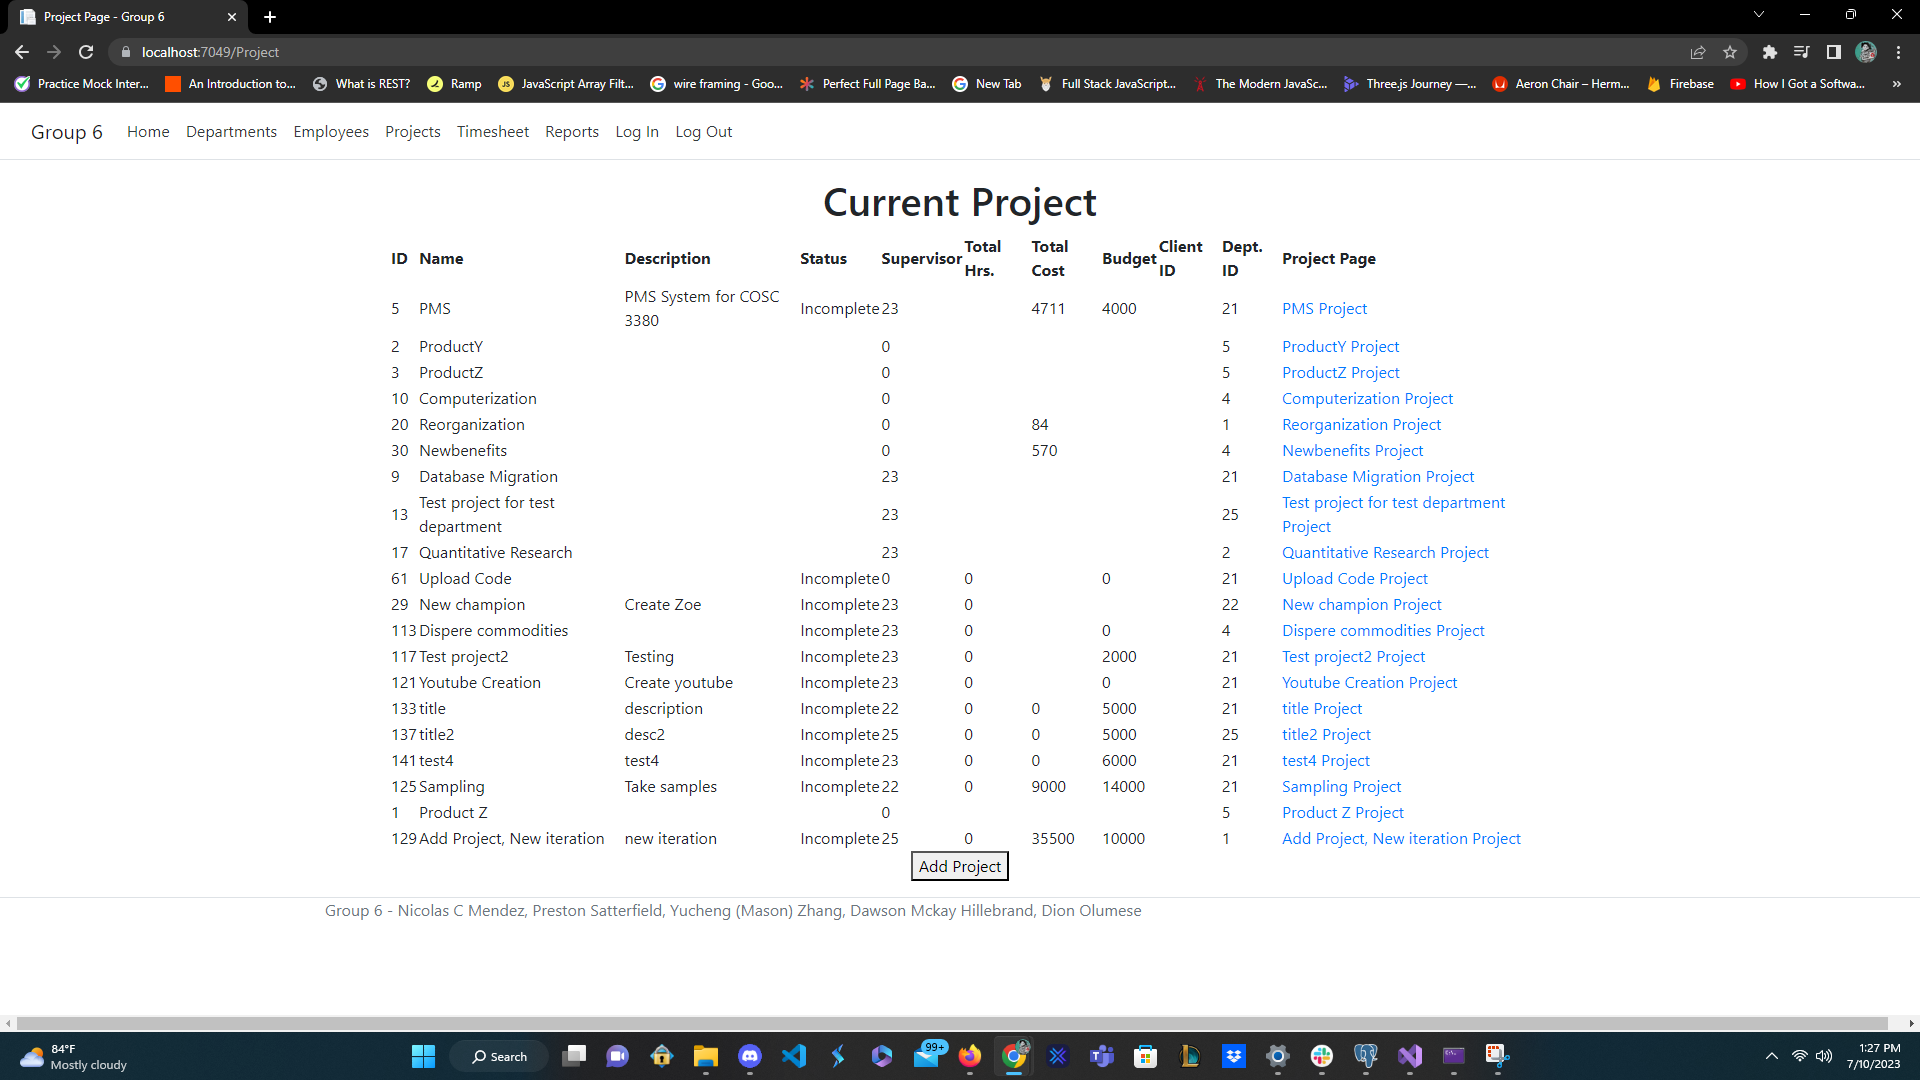 Project Page - Group 6
localhost:7049/Project
Practice Mock Inter... An Introduction to... What is REST? Ramp JavaScript Array Filt... wire framing - Goo... Perfect Full Page Ba... New Tab Full Stack JavaScript... The Modern JavaSc... Three.js Journey —... Aeron Chair – Herm... Firebase How I Got a Softwa... »
Group 6 Home Departments Employees Projects Timesheet Reports Log In Log Out
Current Project
ID Name Description Status Supervisor Total Hrs. Total Cost Budget Client ID Dept. ID Project Page
5 PMS PMS System for COSC 3380 Incomplete 23 4711 4000 21 PMS Project
2 ProductY 0 5 ProductY Project
3 ProductZ 0 5 ProductZ Project
10 Computerization 0 4 Computerization Project
20 Reorganization 0 84 1 Reorganization Project
30 Newbenefits 0 570 4 Newbenefits Project
9 Database Migration 23 21 Database Migration Project
13 Test project for test department 23 25 Test project for test department Project
17 Quantitative Research 23 2 Quantitative Research Project
61 Upload Code Incomplete 0 0 0 21 Upload Code Project
29 New champion Create Zoe Incomplete 23 0 22 New champion Project
113 Dispere commodities Incomplete 23 0 0 4 Dispere commodities Project
117 Test project2 Testing Incomplete 23 0 2000 21 Test project2 Project
121 Youtube Creation Create youtube Incomplete 23 0 0 21 Youtube Creation Project
133 title description Incomplete 22 0 0 5000 21 title Project
137 title2 desc2 Incomplete 25 0 0 5000 25 title2 Project
141 test4 test4 Incomplete 23 0 0 6000 21 test4 Project
125 Sampling Take samples Incomplete 22 0 9000 14000 21 Sampling Project
1 Product Z 0 5 Product Z Project
129 Add Project, New iteration new iteration Incomplete 25 0 35500 10000 1 Add Project, New iteration Project
Add Project
Group 6 - Nicolas C Mendez, Preston Satterfield, Yucheng (Mason) Zhang, Dawson Mckay Hillebrand, Dion Olumese
84°F
Mostly cloudy
Search
99+
1:27 PM
7/10/2023